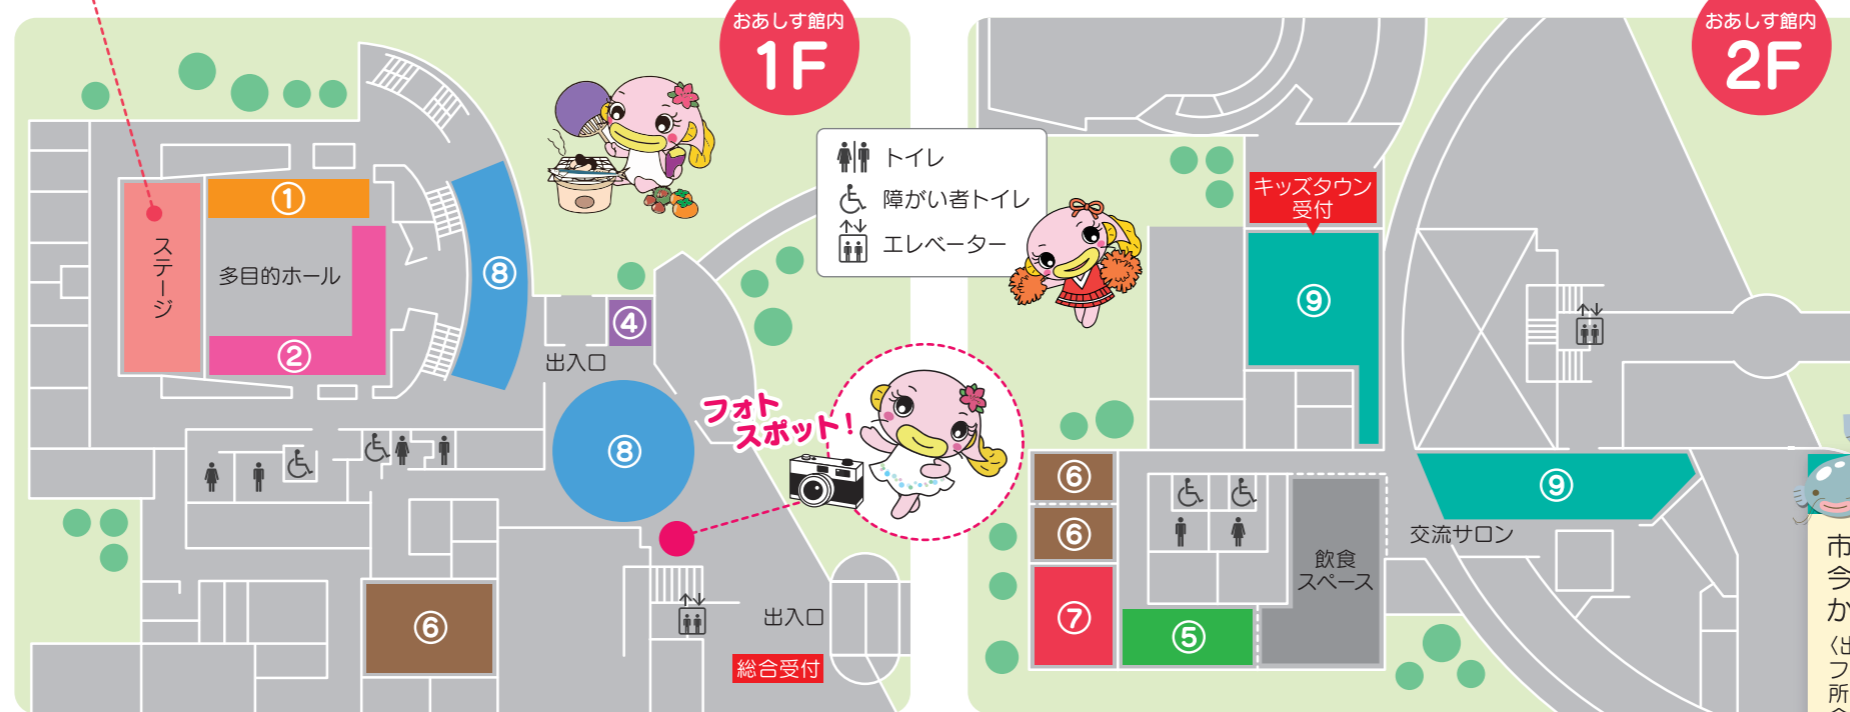 おあしす館内
1F
ステージ
①
多目的ホール
②
⑧
④
出入口
⑧
フォト
スポット!
⑥
出入口
総合受付
トイレ
障がい者トイレ
エレベーター
おあしす館内
2F
キッズタウン
受付
⑨
⑨
交流サロン
⑥
⑥
⑦
⑤
飲食
スペース
市
今
か
〈出
フ
所